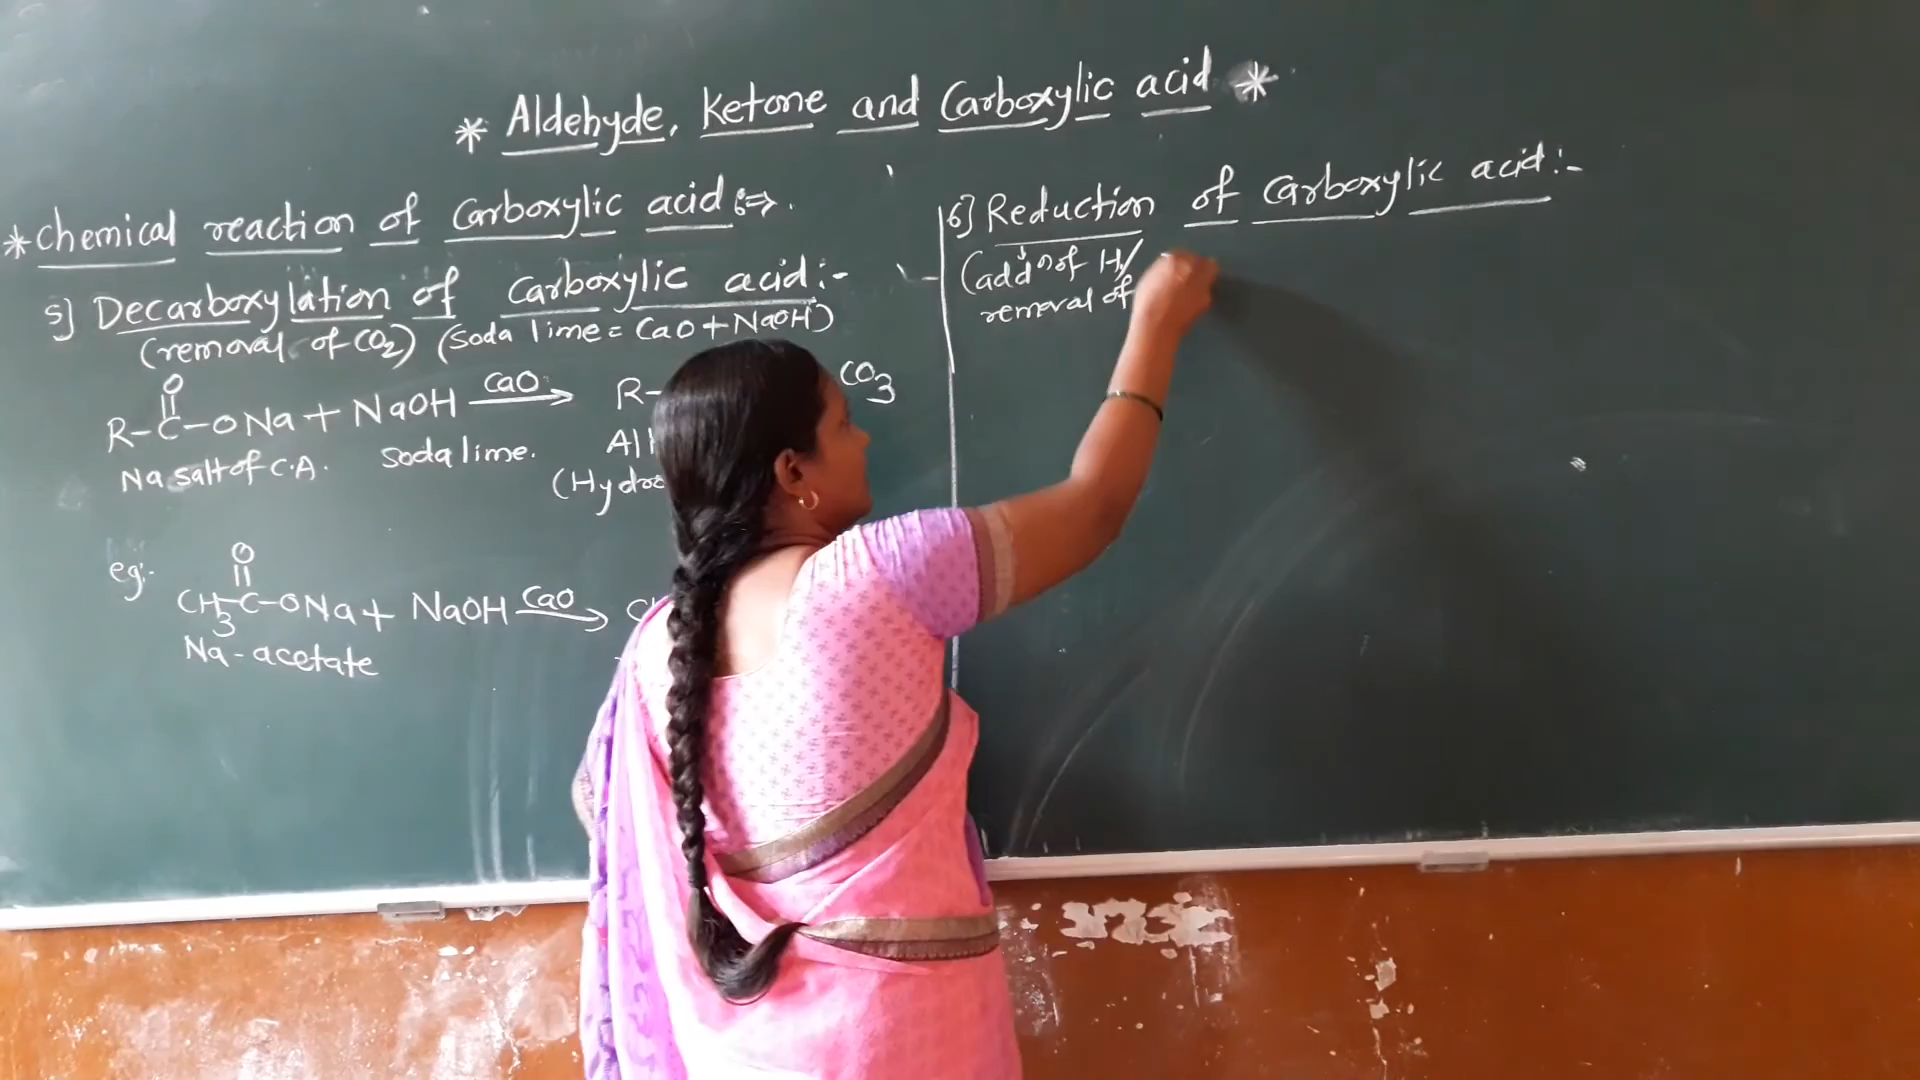 * Aldehyde, Ketone and Carboxylic acid *
* Chemical reaction of Carboxylic acid :⇒.
5] Decarboxylation of carboxylic acid:-
(removal of CO2) (Soda lime = CaO + NaOH)
O
||
R-C-ONa + NaOH CaO → R- CO3
Na salt of C.A. Soda lime. Al
(Hydro
eg:-
O
||
CH3-C-ONa + NaOH CaO → C
Na-acetate
6] Reduction of Carboxylic acid:-
(addn of H/
removal of